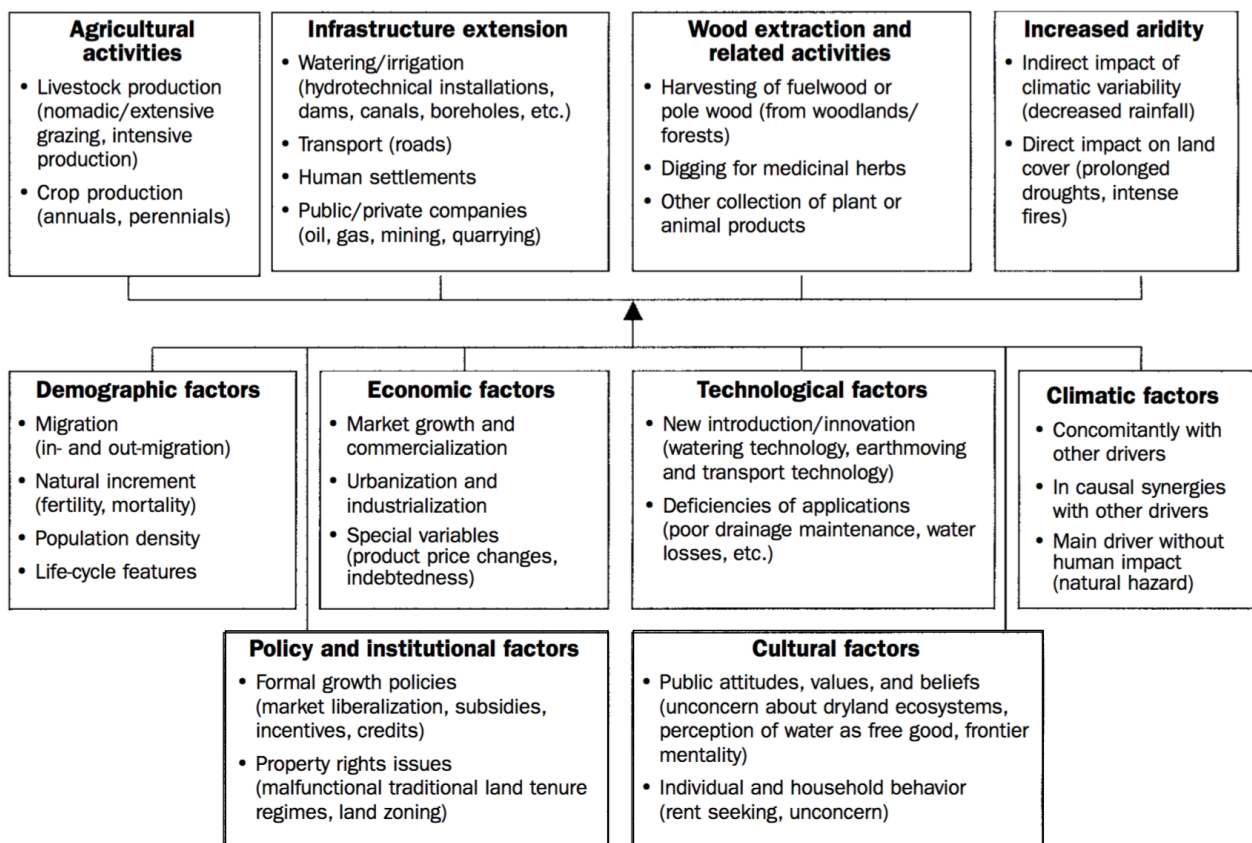 Agricultural
activities
• Livestock production
(nomadic/extensive
grazing, intensive
production)
• Crop production
(annuals, perennials)
Infrastructure extension
• Watering/irrigation
(hydrotechnical installations,
dams, canals, boreholes, etc.)
• Transport (roads)
• Human settlements
• Public/private companies
(oil, gas, mining, quarrying)
Wood extraction and
related activities
• Harvesting of fuelwood or
pole wood (from woodlands/
forests)
• Digging for medicinal herbs
• Other collection of plant or
animal products
Increased aridity
• Indirect impact of
climatic variability
(decreased rainfall)
• Direct impact on land
cover (prolonged
droughts, intense
fires)
Demographic factors
• Migration
(in- and out-migration)
• Natural increment
(fertility, mortality)
• Population density
• Life-cycle features
Economic factors
• Market growth and
commercialization
• Urbanization and
industrialization
• Special variables
(product price changes,
indebtedness)
Technological factors
• New introduction/innovation
(watering technology, earthmoving
and transport technology)
• Deficiencies of applications
(poor drainage maintenance, water
losses, etc.)
Climatic factors
• Concomitantly with
other drivers
• In causal synergies
with other drivers
• Main driver without
human impact
(natural hazard)
Policy and institutional factors
• Formal growth policies
(market liberalization, subsidies,
incentives, credits)
• Property rights issues
(malfunctional traditional land tenure
regimes, land zoning)
Cultural factors
• Public attitudes, values, and beliefs
(unconcern about dryland ecosystems,
perception of water as free good, frontier
mentality)
• Individual and household behavior
(rent seeking, unconcern)